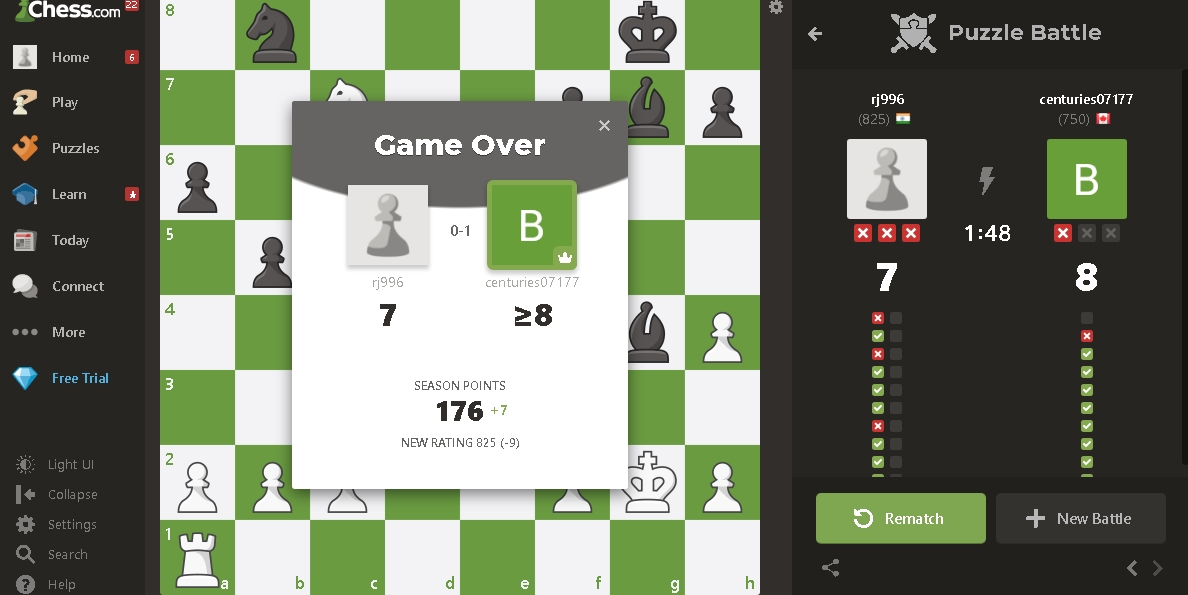 Chess.com 22
Home 6
Play
Puzzles
Learn
Today
Connect
More
Free Trial
Light UI
Collapse
Settings
Search
Help
8
7
6
5
4
3
2
1
a b c d e f g h
Game Over
0-1
B
rj996
centuries07177
7
≥8
SEASON POINTS
176 +7
NEW RATING 825 (-9)
Puzzle Battle
rj996
(825)
centuries07177
(750)
B
1:48
7
8
Rematch
New Battle